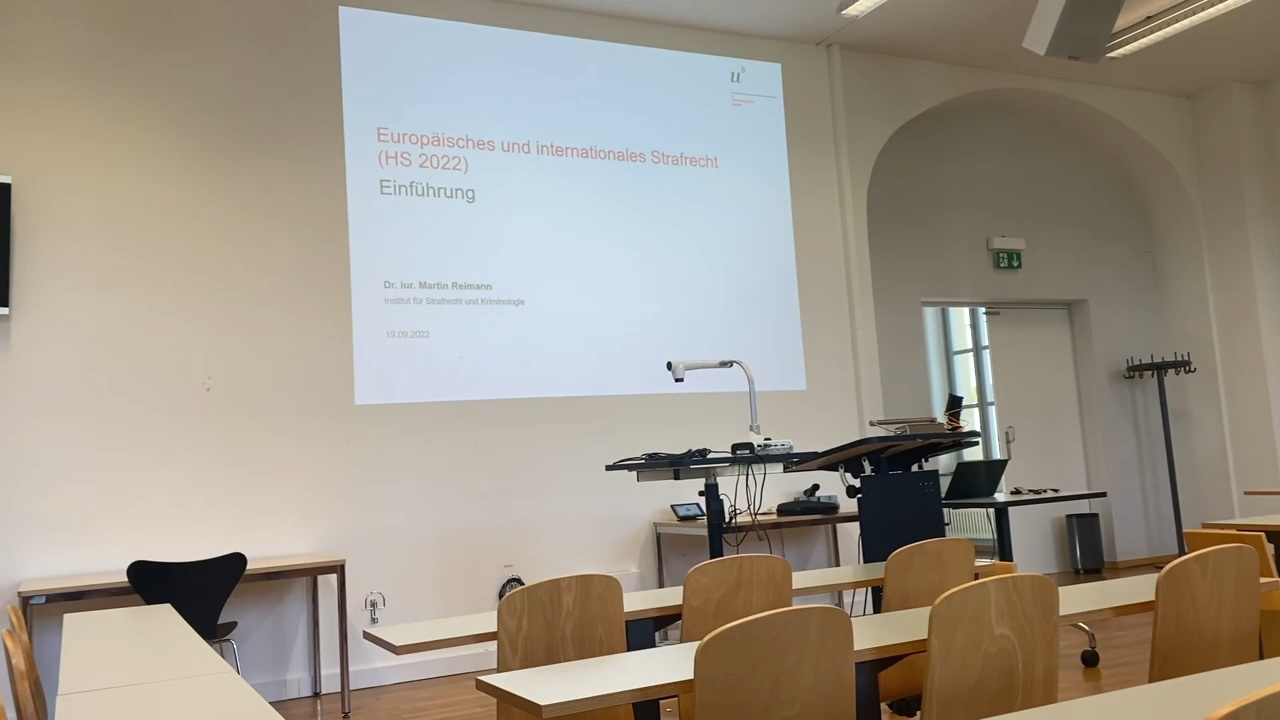 u
b
Europäisches und internationales Strafrecht
(HS 2022)
Einführung
Dr. iur. Martin Reimann
Institut für Strafrecht und Kriminologie
19.09.2022